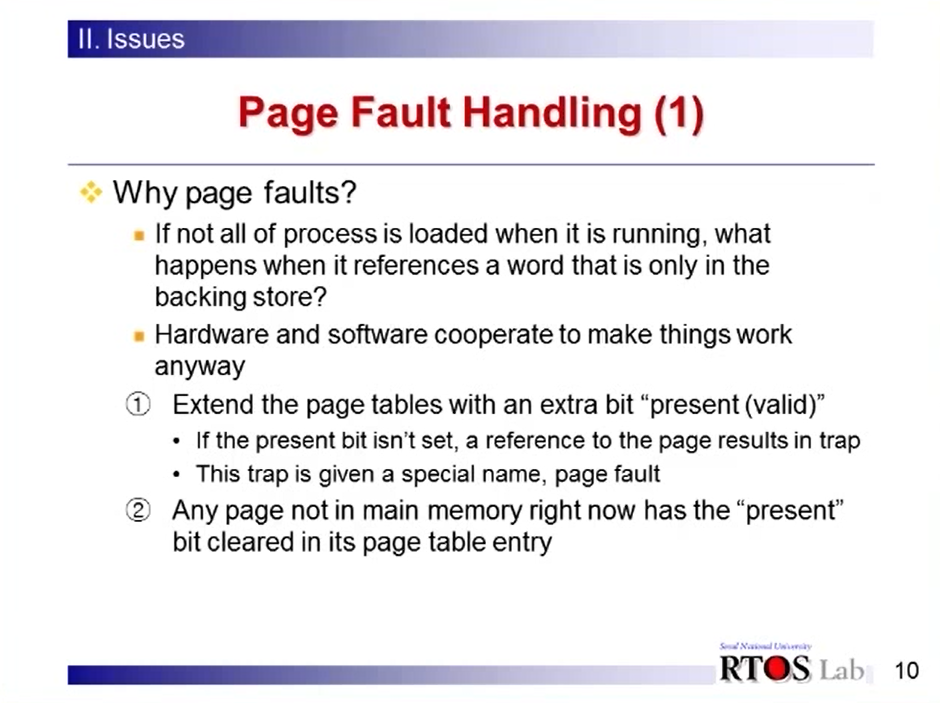 II. Issues
Page Fault Handling (1)
Why page faults?
If not all of process is loaded when it is running, what
happens when it references a word that is only in the
backing store?
Hardware and software cooperate to make things work
anyway
① Extend the page tables with an extra bit “present (valid)”
• If the present bit isn’t set, a reference to the page results in trap
• This trap is given a special name, page fault
② Any page not in main memory right now has the “present”
bit cleared in its page table entry
Seoul National University
RTOS Lab
10